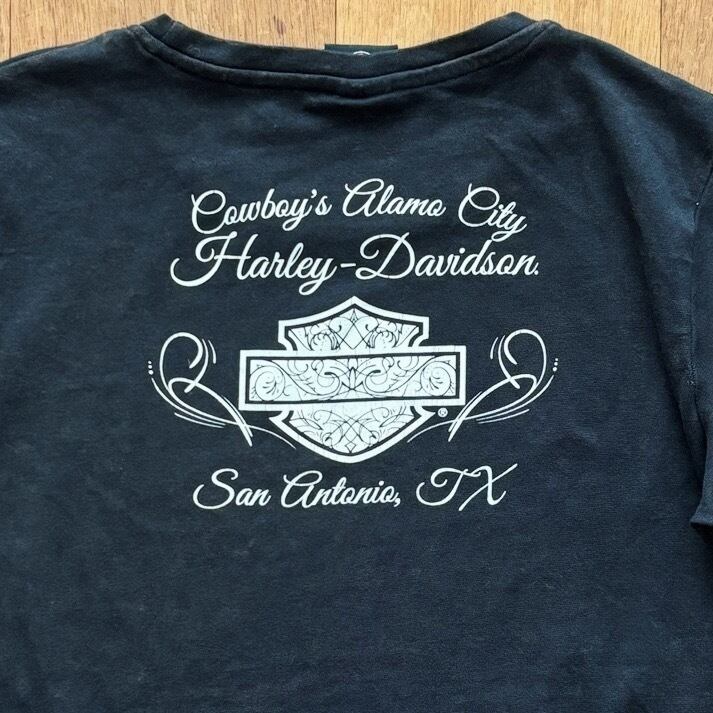 Cowboy's Alamo City
Harley-Davidson.
®
San Antonio, TX